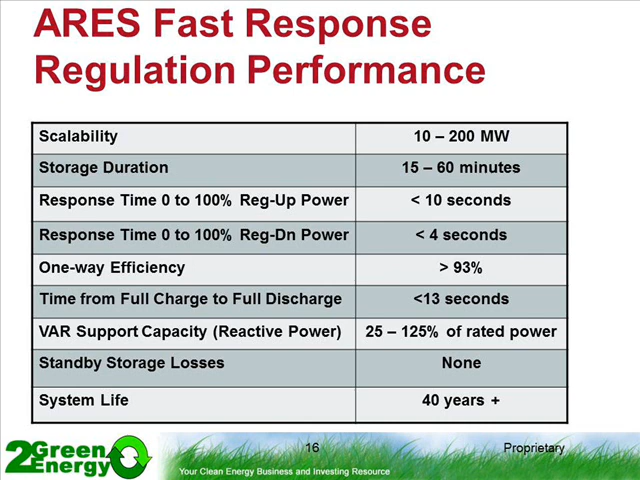 ARES Fast Response
Regulation Performance
Scalability 10 – 200 MW
Storage Duration 15 – 60 minutes
Response Time 0 to 100% Reg-Up Power < 10 seconds
Response Time 0 to 100% Reg-Dn Power < 4 seconds
One-way Efficiency > 93%
Time from Full Charge to Full Discharge <13 seconds
VAR Support Capacity (Reactive Power) 25 – 125% of rated power
Standby Storage Losses None
System Life 40 years +
2Green Energy
16
Proprietary
Your Clean Energy Business and Investing Resource